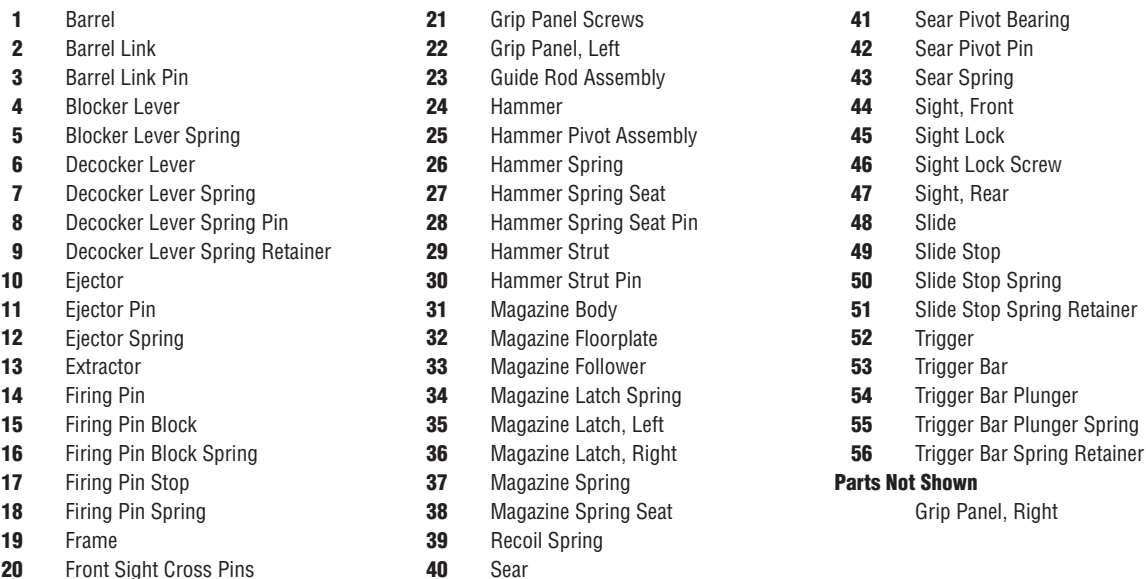 1 Barrel
2 Barrel Link
3 Barrel Link Pin
4 Blocker Lever
5 Blocker Lever Spring
6 Decocker Lever
7 Decocker Lever Spring
8 Decocker Lever Spring Pin
9 Decocker Lever Spring Retainer
10 Ejector
11 Ejector Pin
12 Ejector Spring
13 Extractor
14 Firing Pin
15 Firing Pin Block
16 Firing Pin Block Spring
17 Firing Pin Stop
18 Firing Pin Spring
19 Frame
20 Front Sight Cross Pins
21 Grip Panel Screws
22 Grip Panel, Left
23 Guide Rod Assembly
24 Hammer
25 Hammer Pivot Assembly
26 Hammer Spring
27 Hammer Spring Seat
28 Hammer Spring Seat Pin
29 Hammer Strut
30 Hammer Strut Pin
31 Magazine Body
32 Magazine Floorplate
33 Magazine Follower
34 Magazine Latch Spring
35 Magazine Latch, Left
36 Magazine Latch, Right
37 Magazine Spring
38 Magazine Spring Seat
39 Recoil Spring
40 Sear
41 Sear Pivot Bearing
42 Sear Pivot Pin
43 Sear Spring
44 Sight, Front
45 Sight Lock
46 Sight Lock Screw
47 Sight, Rear
48 Slide
49 Slide Stop
50 Slide Stop Spring
51 Slide Stop Spring Retainer
52 Trigger
53 Trigger Bar
54 Trigger Bar Plunger
55 Trigger Bar Plunger Spring
56 Trigger Bar Spring Retainer
Parts Not Shown
Grip Panel, Right